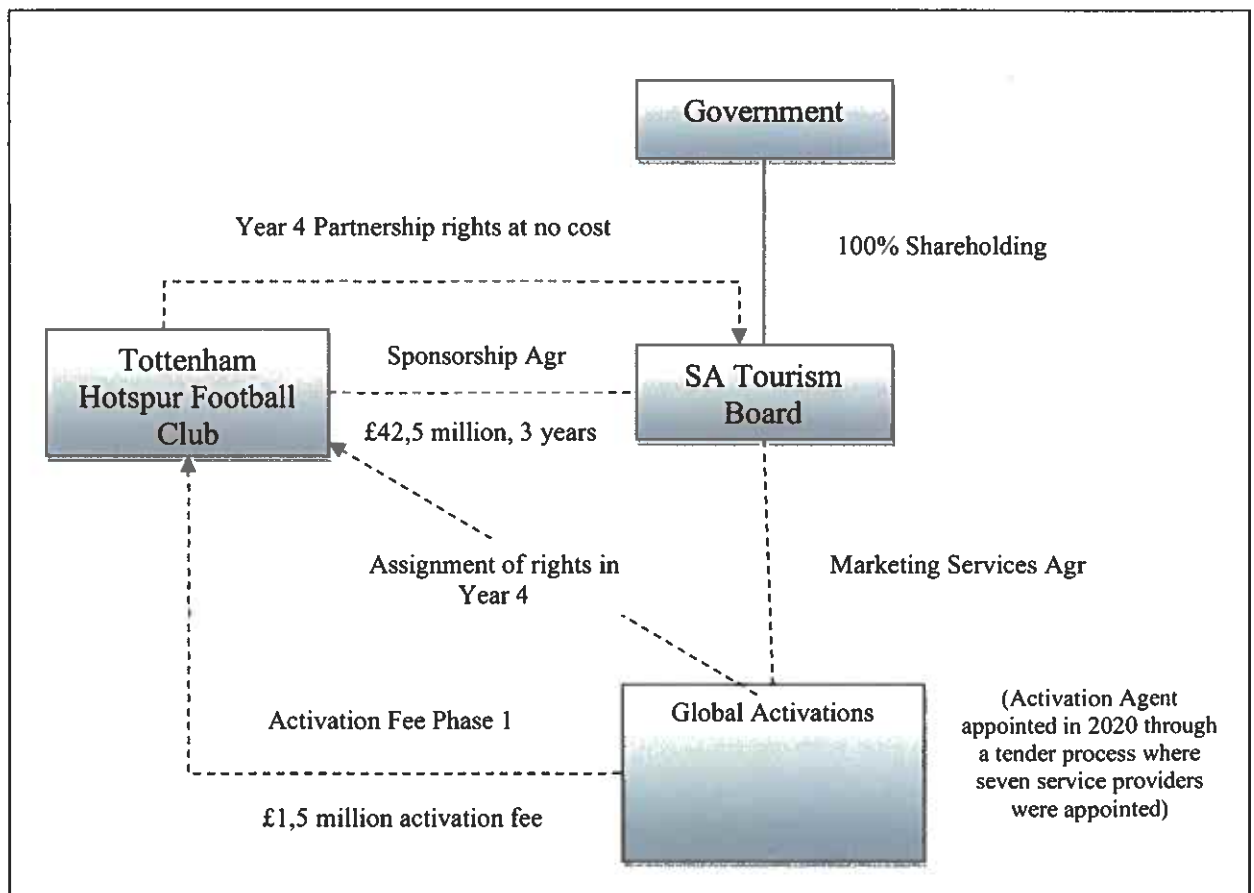 Government
Year 4 Partnership rights at no cost
100% Shareholding
Tottenham
Hotspur Football
Club
Sponsorship Agr
£42,5 million, 3 years
SA Tourism
Board
Assignment of rights in
Year 4
Marketing Services Agr
Activation Fee Phase 1
£1,5 million activation fee
Global Activations
(Activation Agent
appointed in 2020 through
a tender process where
seven service providers
were appointed)